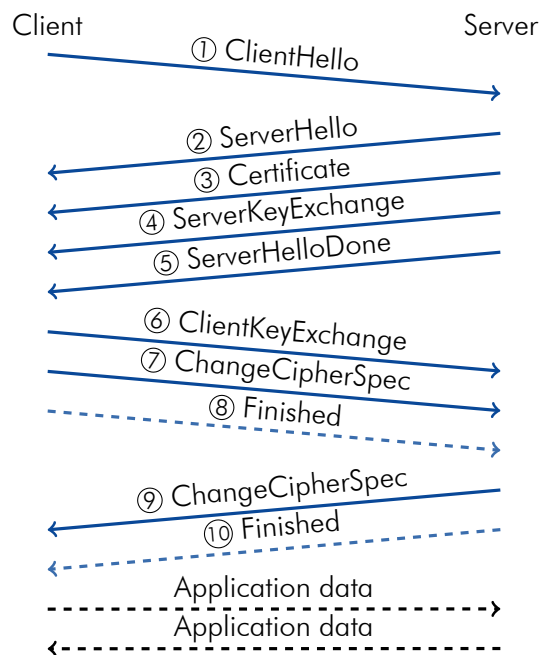 Client Server
① ClientHello
② ServerHello
③ Certificate
④ ServerKeyExchange
⑤ ServerHelloDone
⑥ ClientKeyExchange
⑦ ChangeCipherSpec
⑧ Finished
⑨ ChangeCipherSpec
⑩ Finished
Application data
Application data